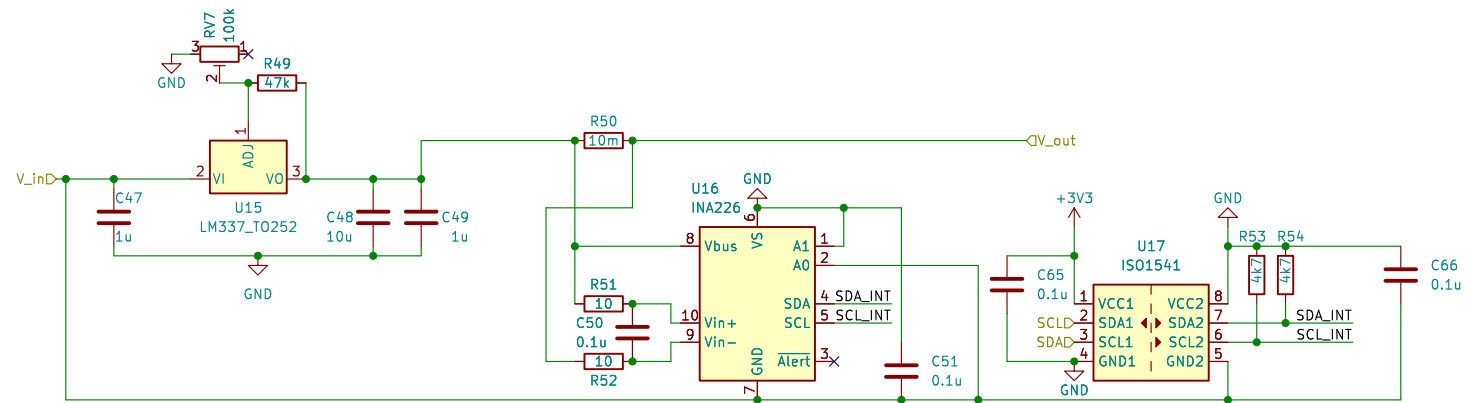 RV7
100k
3
1
2
GND
R49
47k
1
ADJ
V_in
2
VI
VO
3
U15
LM337_TO252
C47
1u
C48
10u
C49
1u
GND
R50
10m
V_out
U16
INA226
GND
6
VS
8
Vbus
A1
1
A0
2
SDA
4
SDA_INT
SCL
5
SCL_INT
R51
10
C50
0.1u
10
Vin+
9
Vin-
10
R52
GND
7
Alert
3
C51
0.1u
+3V3
C65
0.1u
U17
ISO1541
GND
R53
4k7
R54
4k7
C66
0.1u
1
VCC1
VCC2
8
SCL
2
SDA1
SDA2
7
SDA_INT
SDA
3
SCL1
SCL2
6
SCL_INT
4
GND1
GND2
5
GND